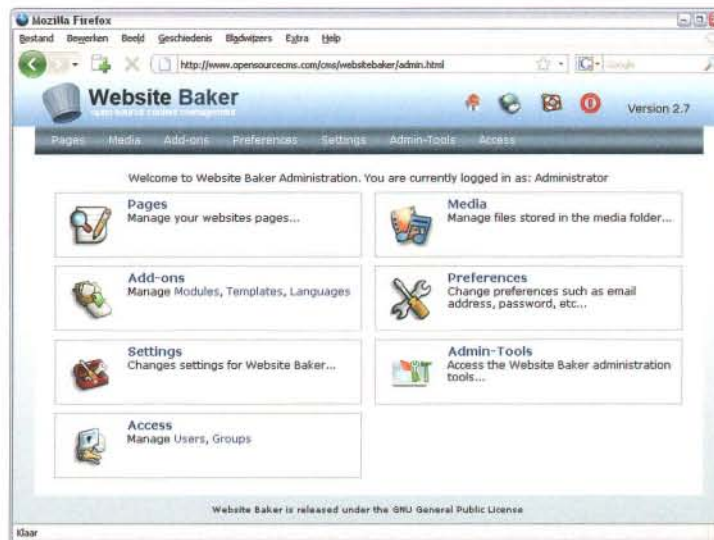 Mozilla Firefox
Bestand Bewerken Beeld Geschiedenis Bladwijzers Extra Help
http://www.opensourcecms.com/cms/websitebaker/admin.html
Website Baker
open source content management
Version 2.7
Pages Media Add-ons Preferences Settings Admin-Tools Access
Welcome to Website Baker Administration. You are currently logged in as: Administrator
Pages
Manage your websites pages...
Media
Manage files stored in the media folder...
Add-ons
Manage Modules, Templates, Languages
Preferences
Change preferences such as email
address, password, etc...
Settings
Changes settings for Website Baker...
Admin-Tools
Access the Website Baker administration
tools...
Access
Manage Users, Groups
Website Baker is released under the GNU General Public License
Klaar